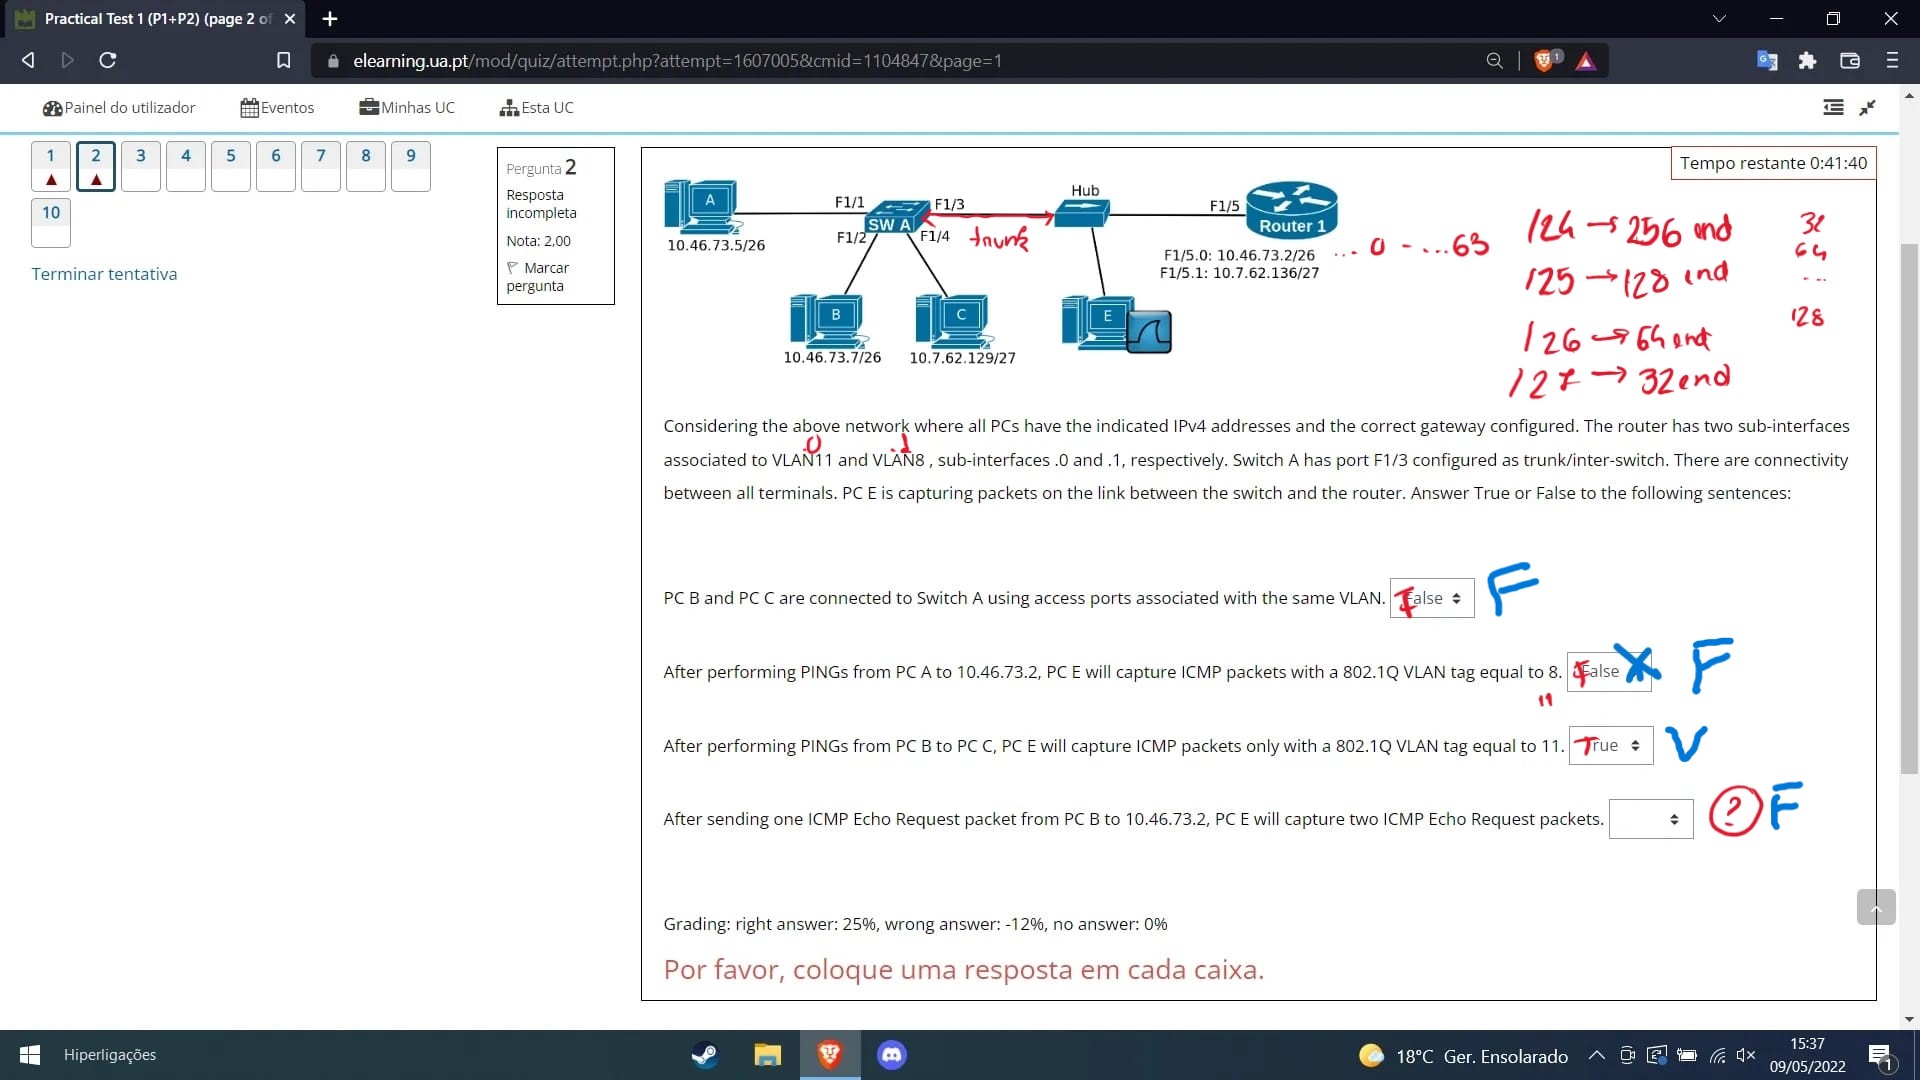 Practical Test 1 (P1+P2) (page 2 of
elearning.ua.pt/mod/quiz/attempt.php?attempt=1607005&cmid=1104847&page=1
1
Painel do utilizador
Eventos
Minhas UC
Esta UC
1 2 3 4 5 6 7 8 9
10
Terminar tentativa
Pergunta 2
Resposta
incompleta
Nota: 2,00
Marcar
pergunta
Tempo restante 0:41:40
A
10.46.73.5/26
F1/1
F1/3
SW A
F1/2
F1/4
trunk
Hub
F1/5
Router 1
F1/5.0: 10.46.73.2/26
F1/5.1: 10.7.62.136/27
... 0 - ...63
B
10.46.73.7/26
C
10.7.62.129/27
E
/24 → 256 end
/25 → 128 end
/26 → 64 end
/27 → 32 end
32
64
...
128
Considering the above network where all PCs have the indicated IPv4 addresses and the correct gateway configured. The router has two sub-interfaces
.0 .1
associated to VLAN11 and VLAN8 , sub-interfaces .0 and .1, respectively. Switch A has port F1/3 configured as trunk/inter-switch. There are connectivity
between all terminals. PC E is capturing packets on the link between the switch and the router. Answer True or False to the following sentences:
PC B and PC C are connected to Switch A using access ports associated with the same VLAN. False F
After performing PINGs from PC A to 10.46.73.2, PC E will capture ICMP packets with a 802.1Q VLAN tag equal to 8. False F
11
After performing PINGs from PC B to PC C, PC E will capture ICMP packets only with a 802.1Q VLAN tag equal to 11. True V
After sending one ICMP Echo Request packet from PC B to 10.46.73.2, PC E will capture two ICMP Echo Request packets. ? F
Grading: right answer: 25%, wrong answer: -12%, no answer: 0%
Por favor, coloque uma resposta em cada caixa.
Hiperligações
18°C Ger. Ensolarado
15:37
09/05/2022
1